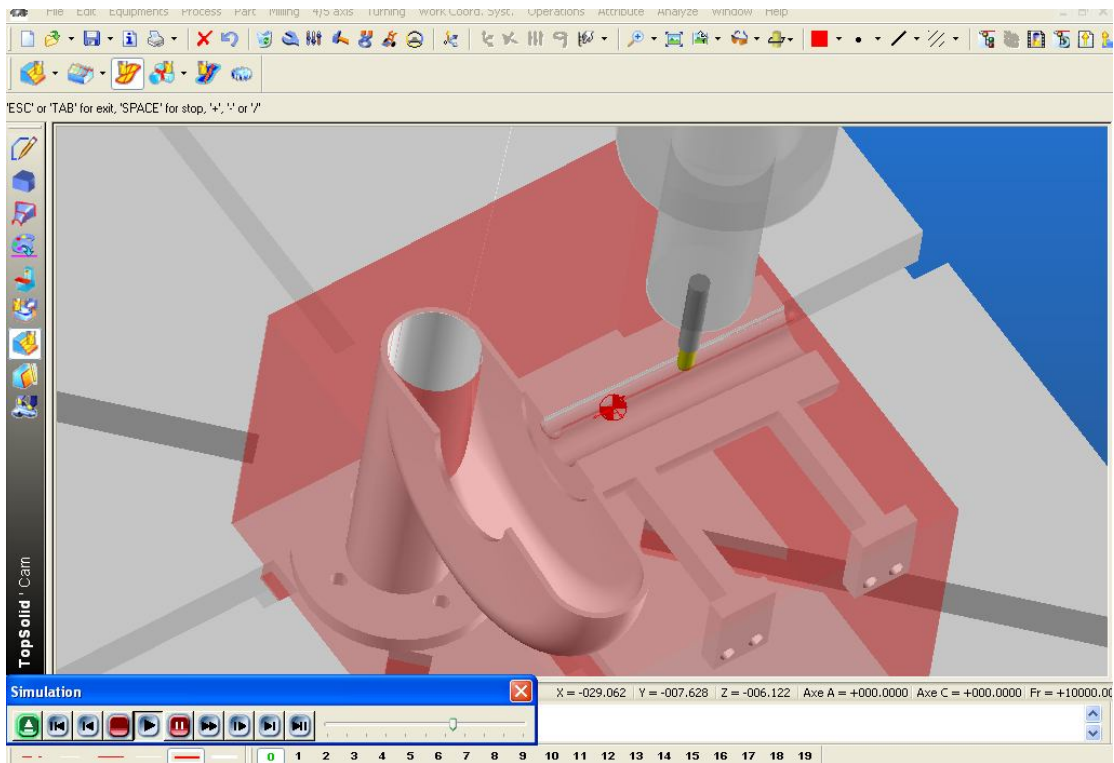 File Edit Equipments Process Part Milling 4/5 axis Turning Work Coord. Syst. Operations Attribute Analyze Window Help
'ESC' or 'TAB' for exit, 'SPACE' for stop, '+', '-' or '/'
TopSolid'Cam
Simulation
X = -029.062 Y = -007.628 Z = -006.122 Axe A = +000.0000 Axe C = +000.0000 Fr = +10000.00
0 1 2 3 4 5 6 7 8 9 10 11 12 13 14 15 16 17 18 19